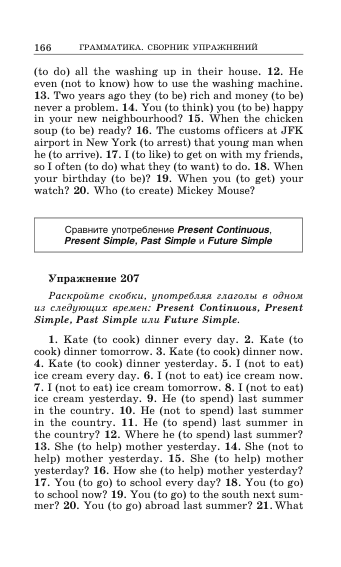 166 ГРАММАТИКА. СБОРНИК УПРАЖНЕНИЙ
(to do) all the washing up in their house. 12. He
even (not to know) how to use the washing machine.
13. Two years ago they (to be) rich and money (to be)
never a problem. 14. You (to think) you (to be) happy
in your new neighbourhood? 15. When the chicken
soup (to be) ready? 16. The customs officers at JFK
airport in New York (to arrest) that young man when
he (to arrive). 17. I (to like) to get on with my friends,
so I often (to do) what they (to want) to do. 18. When
your birthday (to be)? 19. When you (to get) your
watch? 20. Who (to create) Mickey Mouse?
Сравните употребление Present Continuous,
Present Simple, Past Simple и Future Simple
Упражнение 207
Раскройте скобки, употребляя глаголы в одном
из следующих времен: Present Continuous, Present
Simple, Past Simple или Future Simple.
1. Kate (to cook) dinner every day. 2. Kate (to
cook) dinner tomorrow. 3. Kate (to cook) dinner now.
4. Kate (to cook) dinner yesterday. 5. I (not to eat)
ice cream every day. 6. I (not to eat) ice cream now.
7. I (not to eat) ice cream tomorrow. 8. I (not to eat)
ice cream yesterday. 9. He (to spend) last summer
in the country. 10. He (not to spend) last summer
in the country. 11. He (to spend) last summer in
the country? 12. Where he (to spend) last summer?
13. She (to help) mother yesterday. 14. She (not to
help) mother yesterday. 15. She (to help) mother
yesterday? 16. How she (to help) mother yesterday?
17. You (to go) to school every day? 18. You (to go)
to school now? 19. You (to go) to the south next sum-
mer? 20. You (to go) abroad last summer? 21. What